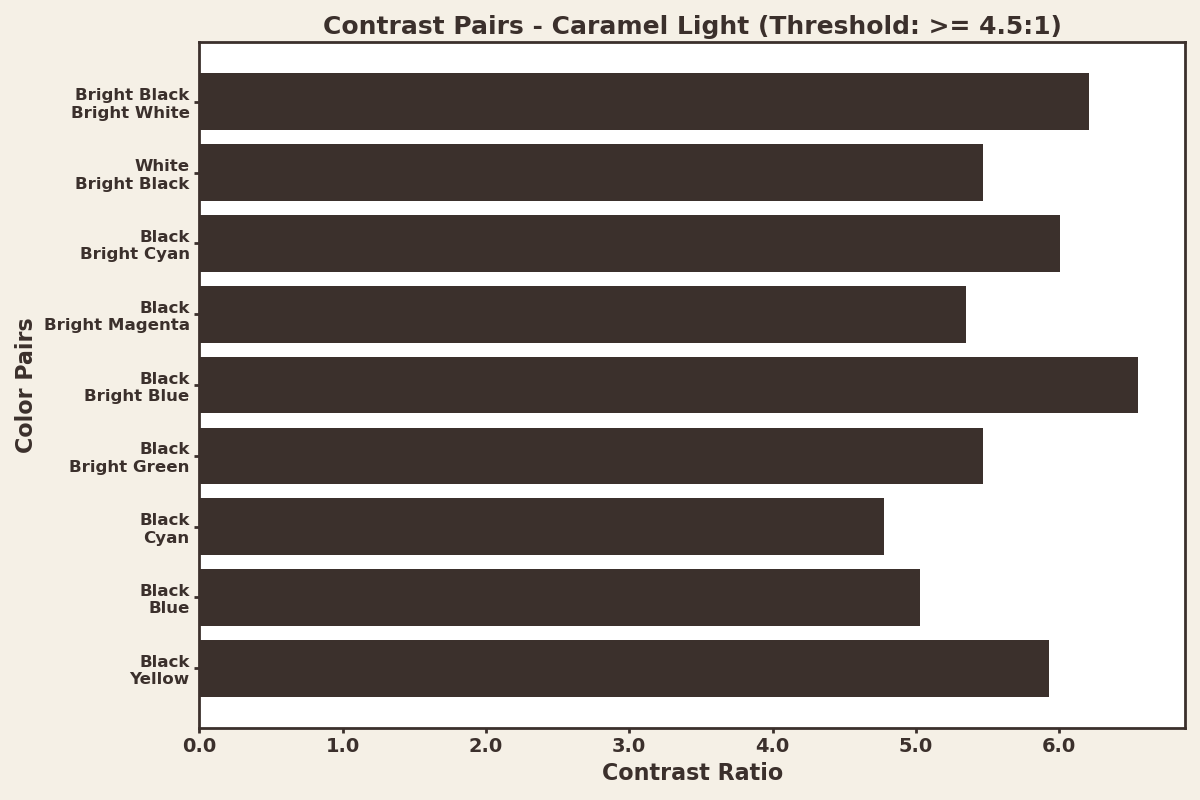 Contrast Pairs - Caramel Light (Threshold: >= 4.5:1)
Color Pairs
Bright Black
Bright White
White
Bright Black
Black
Bright Cyan
Black
Bright Magenta
Black
Bright Blue
Black
Bright Green
Black
Cyan
Black
Blue
Black
Yellow
0.0 1.0 2.0 3.0 4.0 5.0 6.0
Contrast Ratio